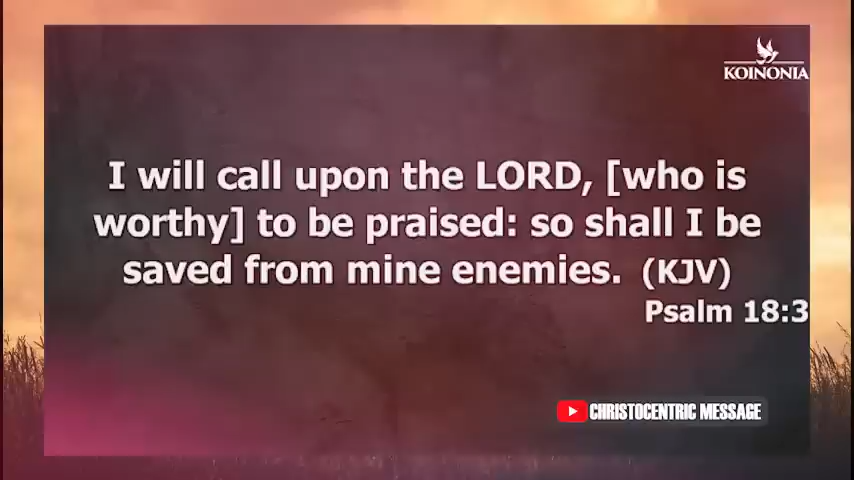 KOINONIA
I will call upon the LORD, [who is
worthy] to be praised: so shall I be
saved from mine enemies. (KJV)
Psalm 18:3
CHRISTOCENTRIC MESSAGE